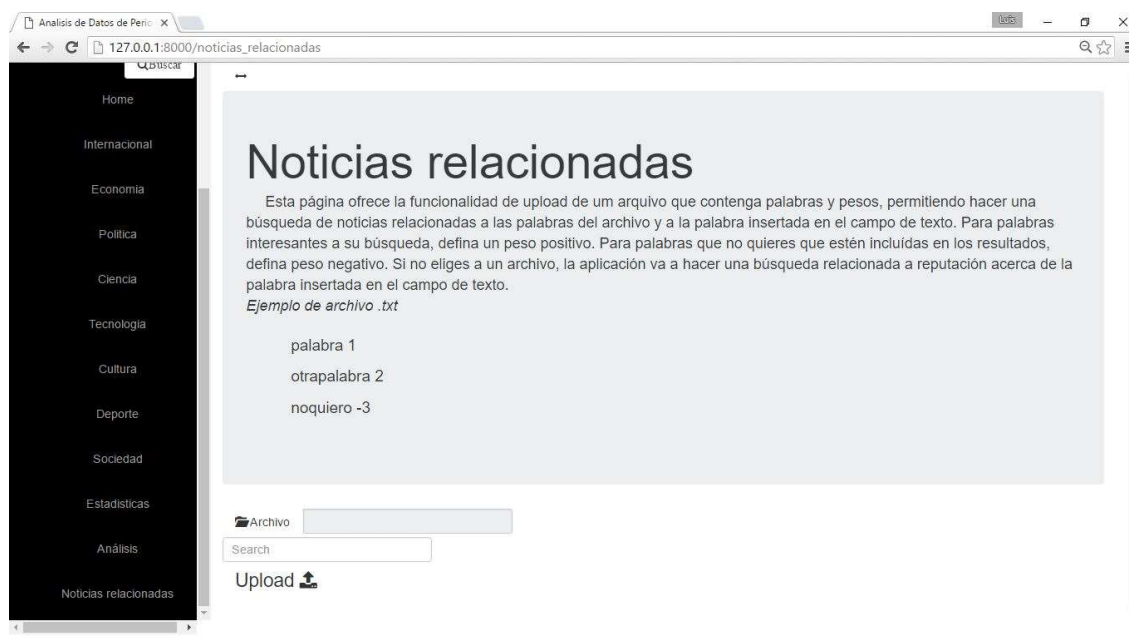 Analisis de Datos de Perio
Luis
127.0.0.1:8000/noticias_relacionadas
Buscar
Home
Internacional
Economia
Politica
Ciencia
Tecnologia
Cultura
Deporte
Sociedad
Estadisticas
Análisis
Noticias relacionadas
Noticias relacionadas
Esta página ofrece la funcionalidad de upload de um arquivo que contenga palabras y pesos, permitiendo hacer una
búsqueda de noticias relacionadas a las palabras del archivo y a la palabra insertada en el campo de texto. Para palabras
interesantes a su búsqueda, defina un peso positivo. Para palabras que no quieres que estén incluídas en los resultados,
defina peso negativo. Si no eliges a un archivo, la aplicación va a hacer una búsqueda relacionada a reputación acerca de la
palabra insertada en el campo de texto.
Ejemplo de archivo .txt
palabra 1
otrapalabra 2
noquiero -3
Archivo
Search
Upload